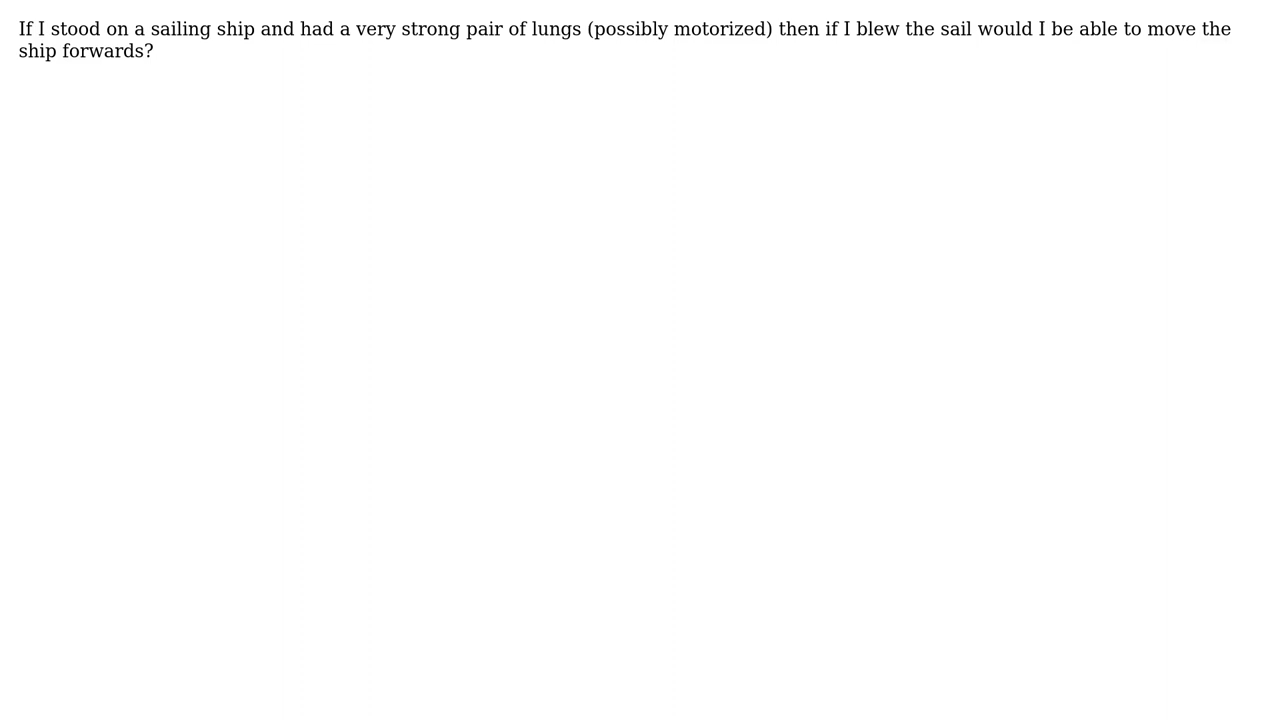 If I stood on a sailing ship and had a very strong pair of lungs (possibly motorized) then if I blew the sail would I be able to move the
ship forwards?